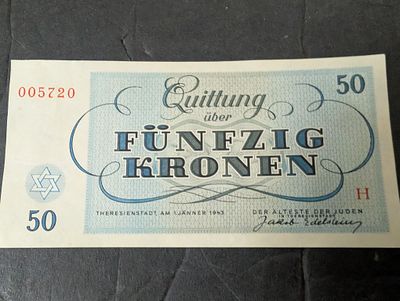 005720
Quittung
50
über
FÜNFZIG
KRONEN
H
50
THERESIENSTADT, AM 1. JÄNNER 1943
DER ÄLTESTE DER JUDEN
IN THERESIENSTADT
Jakob Edelstein